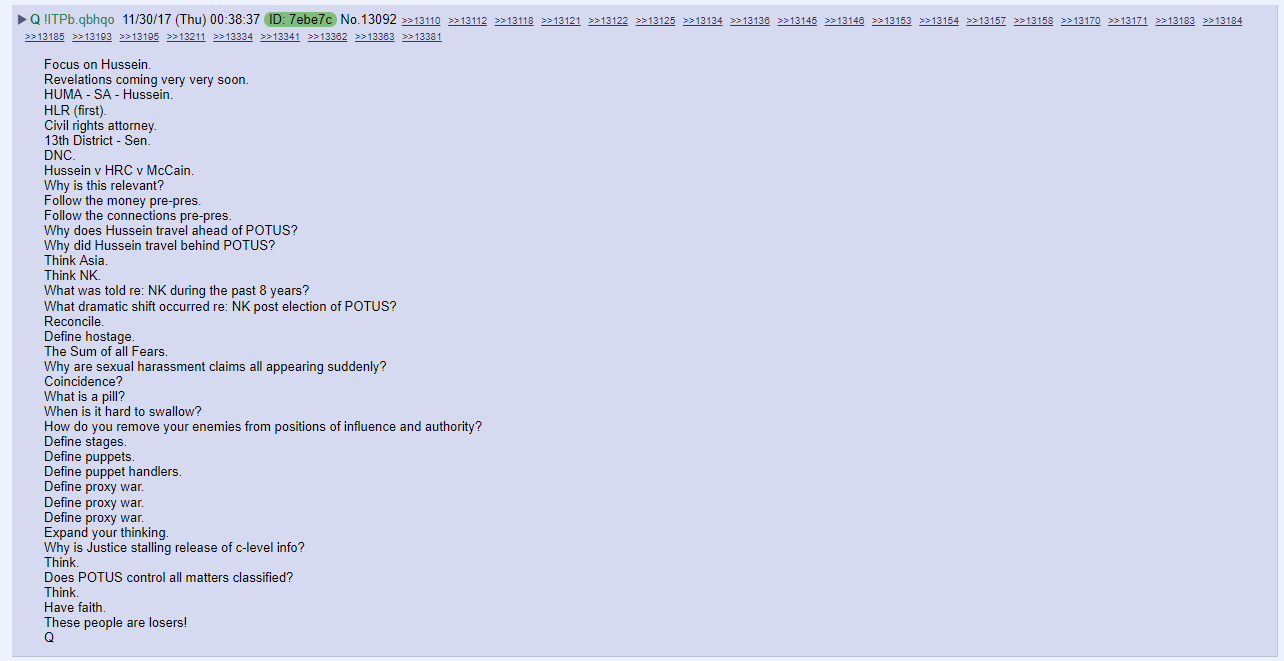 ▶Q !ITPb.qbhqo 11/30/17 (Thu) 00:38:37 ID: 7ebe7c No.13092 >>13110 >>13112 >>13118 >>13121 >>13122 >>13125 >>13134 >>13136 >>13145 >>13146 >>13153 >>13154 >>13157 >>13158 >>13170 >>13171 >>13183 >>13184
>>13185 >>13193 >>13195 >>13211 >>13334 >>13341 >>13362 >>13363 >>13381
Focus on Hussein.
Revelations coming very very soon.
HUMA - SA - Hussein.
HLR (first).
Civil rights attorney.
13th District - Sen.
DNC.
Hussein v HRC v McCain.
Why is this relevant?
Follow the money pre-pres.
Follow the connections pre-pres.
Why does Hussein travel ahead of POTUS?
Why did Hussein travel behind POTUS?
Think Asia.
Think NK.
What was told re: NK during the past 8 years?
What dramatic shift occurred re: NK post election of POTUS?
Reconcile.
Define hostage.
The Sum of all Fears.
Why are sexual harassment claims all appearing suddenly?
Coincidence?
What is a pill?
When is it hard to swallow?
How do you remove your enemies from positions of influence and authority?
Define stages.
Define puppets.
Define puppet handlers.
Define proxy war.
Define proxy war.
Define proxy war.
Expand your thinking.
Why is Justice stalling release of c-level info?
Think.
Does POTUS control all matters classified?
Think.
Have faith.
These people are losers!
Q